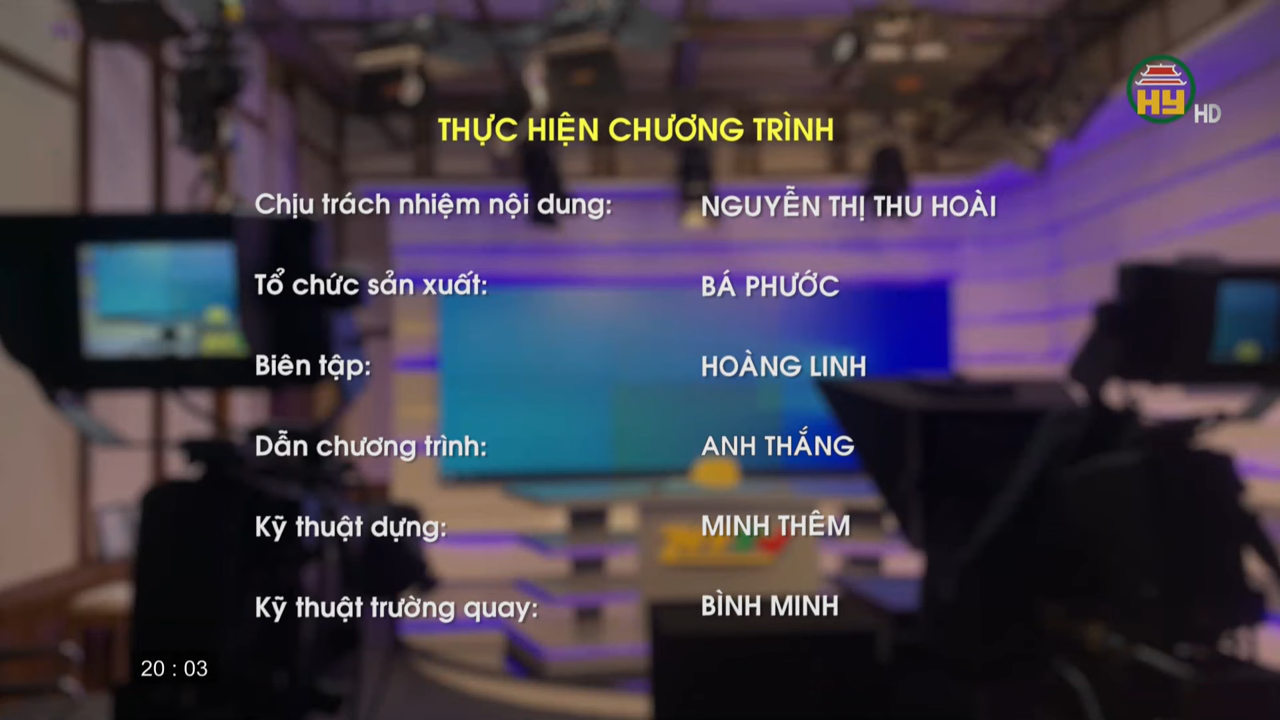 HY HD
THỰC HIỆN CHƯƠNG TRÌNH
Chịu trách nhiệm nội dung: NGUYỄN THỊ THU HOÀI
Tổ chức sản xuất: BÁ PHƯỚC
Biên tập: HOÀNG LINH
Dẫn chương trình: ANH THẮNG
Kỹ thuật dựng: MINH THÊM
Kỹ thuật trường quay: BÌNH MINH
20 : 03